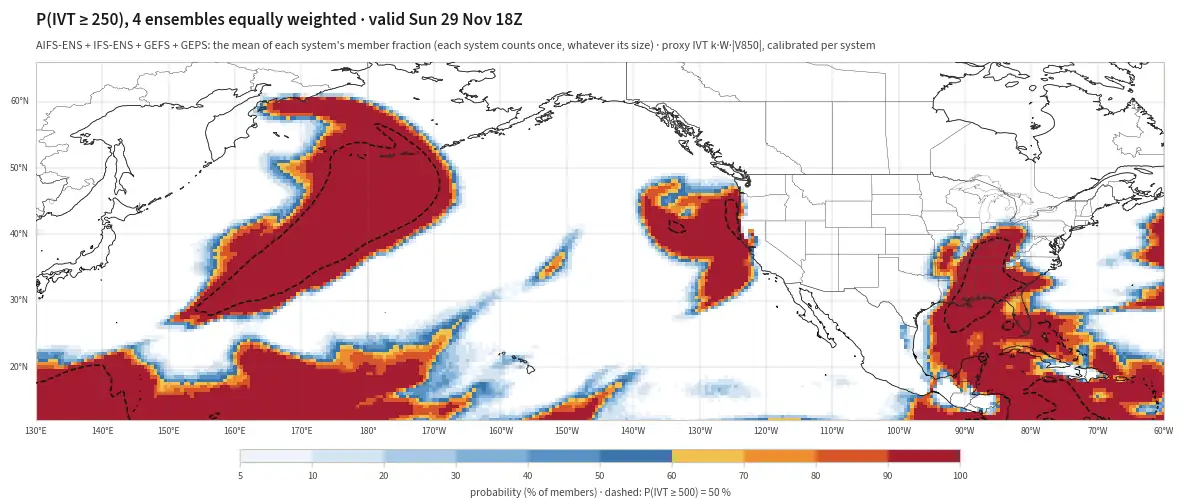 P(IVT ≥ 250), 4 ensembles equally weighted · valid Sun 29 Nov 18Z
AIFS-ENS + IFS-ENS + GEFS + GEPS: the mean of each system's member fraction (each system counts once, whatever its size) · proxy IVT k·W·|V850|, calibrated per system
60°N
50°N
40°N
30°N
20°N
130°E 140°E 150°E 160°E 170°E 180° 170°W 160°W 150°W 140°W 130°W 120°W 110°W 100°W 90°W 80°W 70°W 60°W
5 10 20 30 40 50 60 70 80 90 100
probability (% of members) · dashed: P(IVT ≥ 500) = 50 %